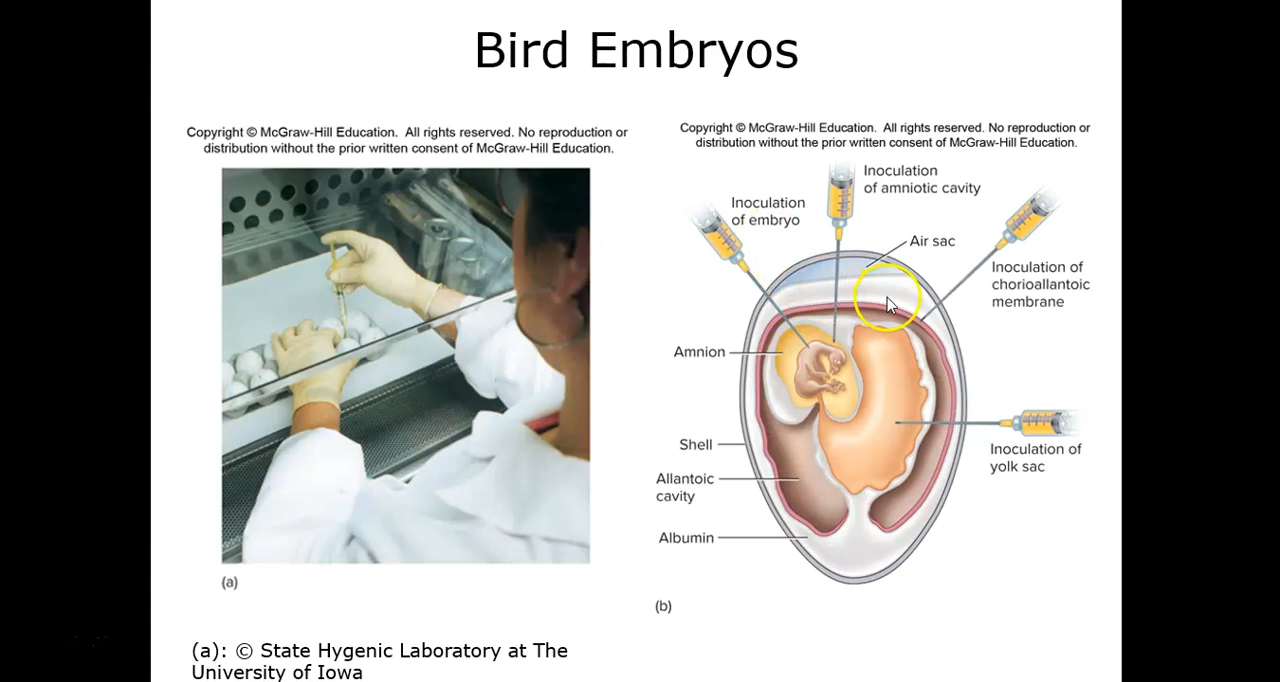 Bird Embryos
Copyright © McGraw-Hill Education. All rights reserved. No reproduction or
distribution without the prior written consent of McGraw-Hill Education.
Copyright © McGraw-Hill Education. All rights reserved. No reproduction or
distribution without the prior written consent of McGraw-Hill Education.
Inoculation
of amniotic cavity
Inoculation
of embryo
Air sac
Inoculation of
chorioallantoic
membrane
Amnion
Shell
Inoculation of
yolk sac
Allantoic
cavity
Albumin
(a)
(b)
(a): © State Hygenic Laboratory at The
University of Iowa